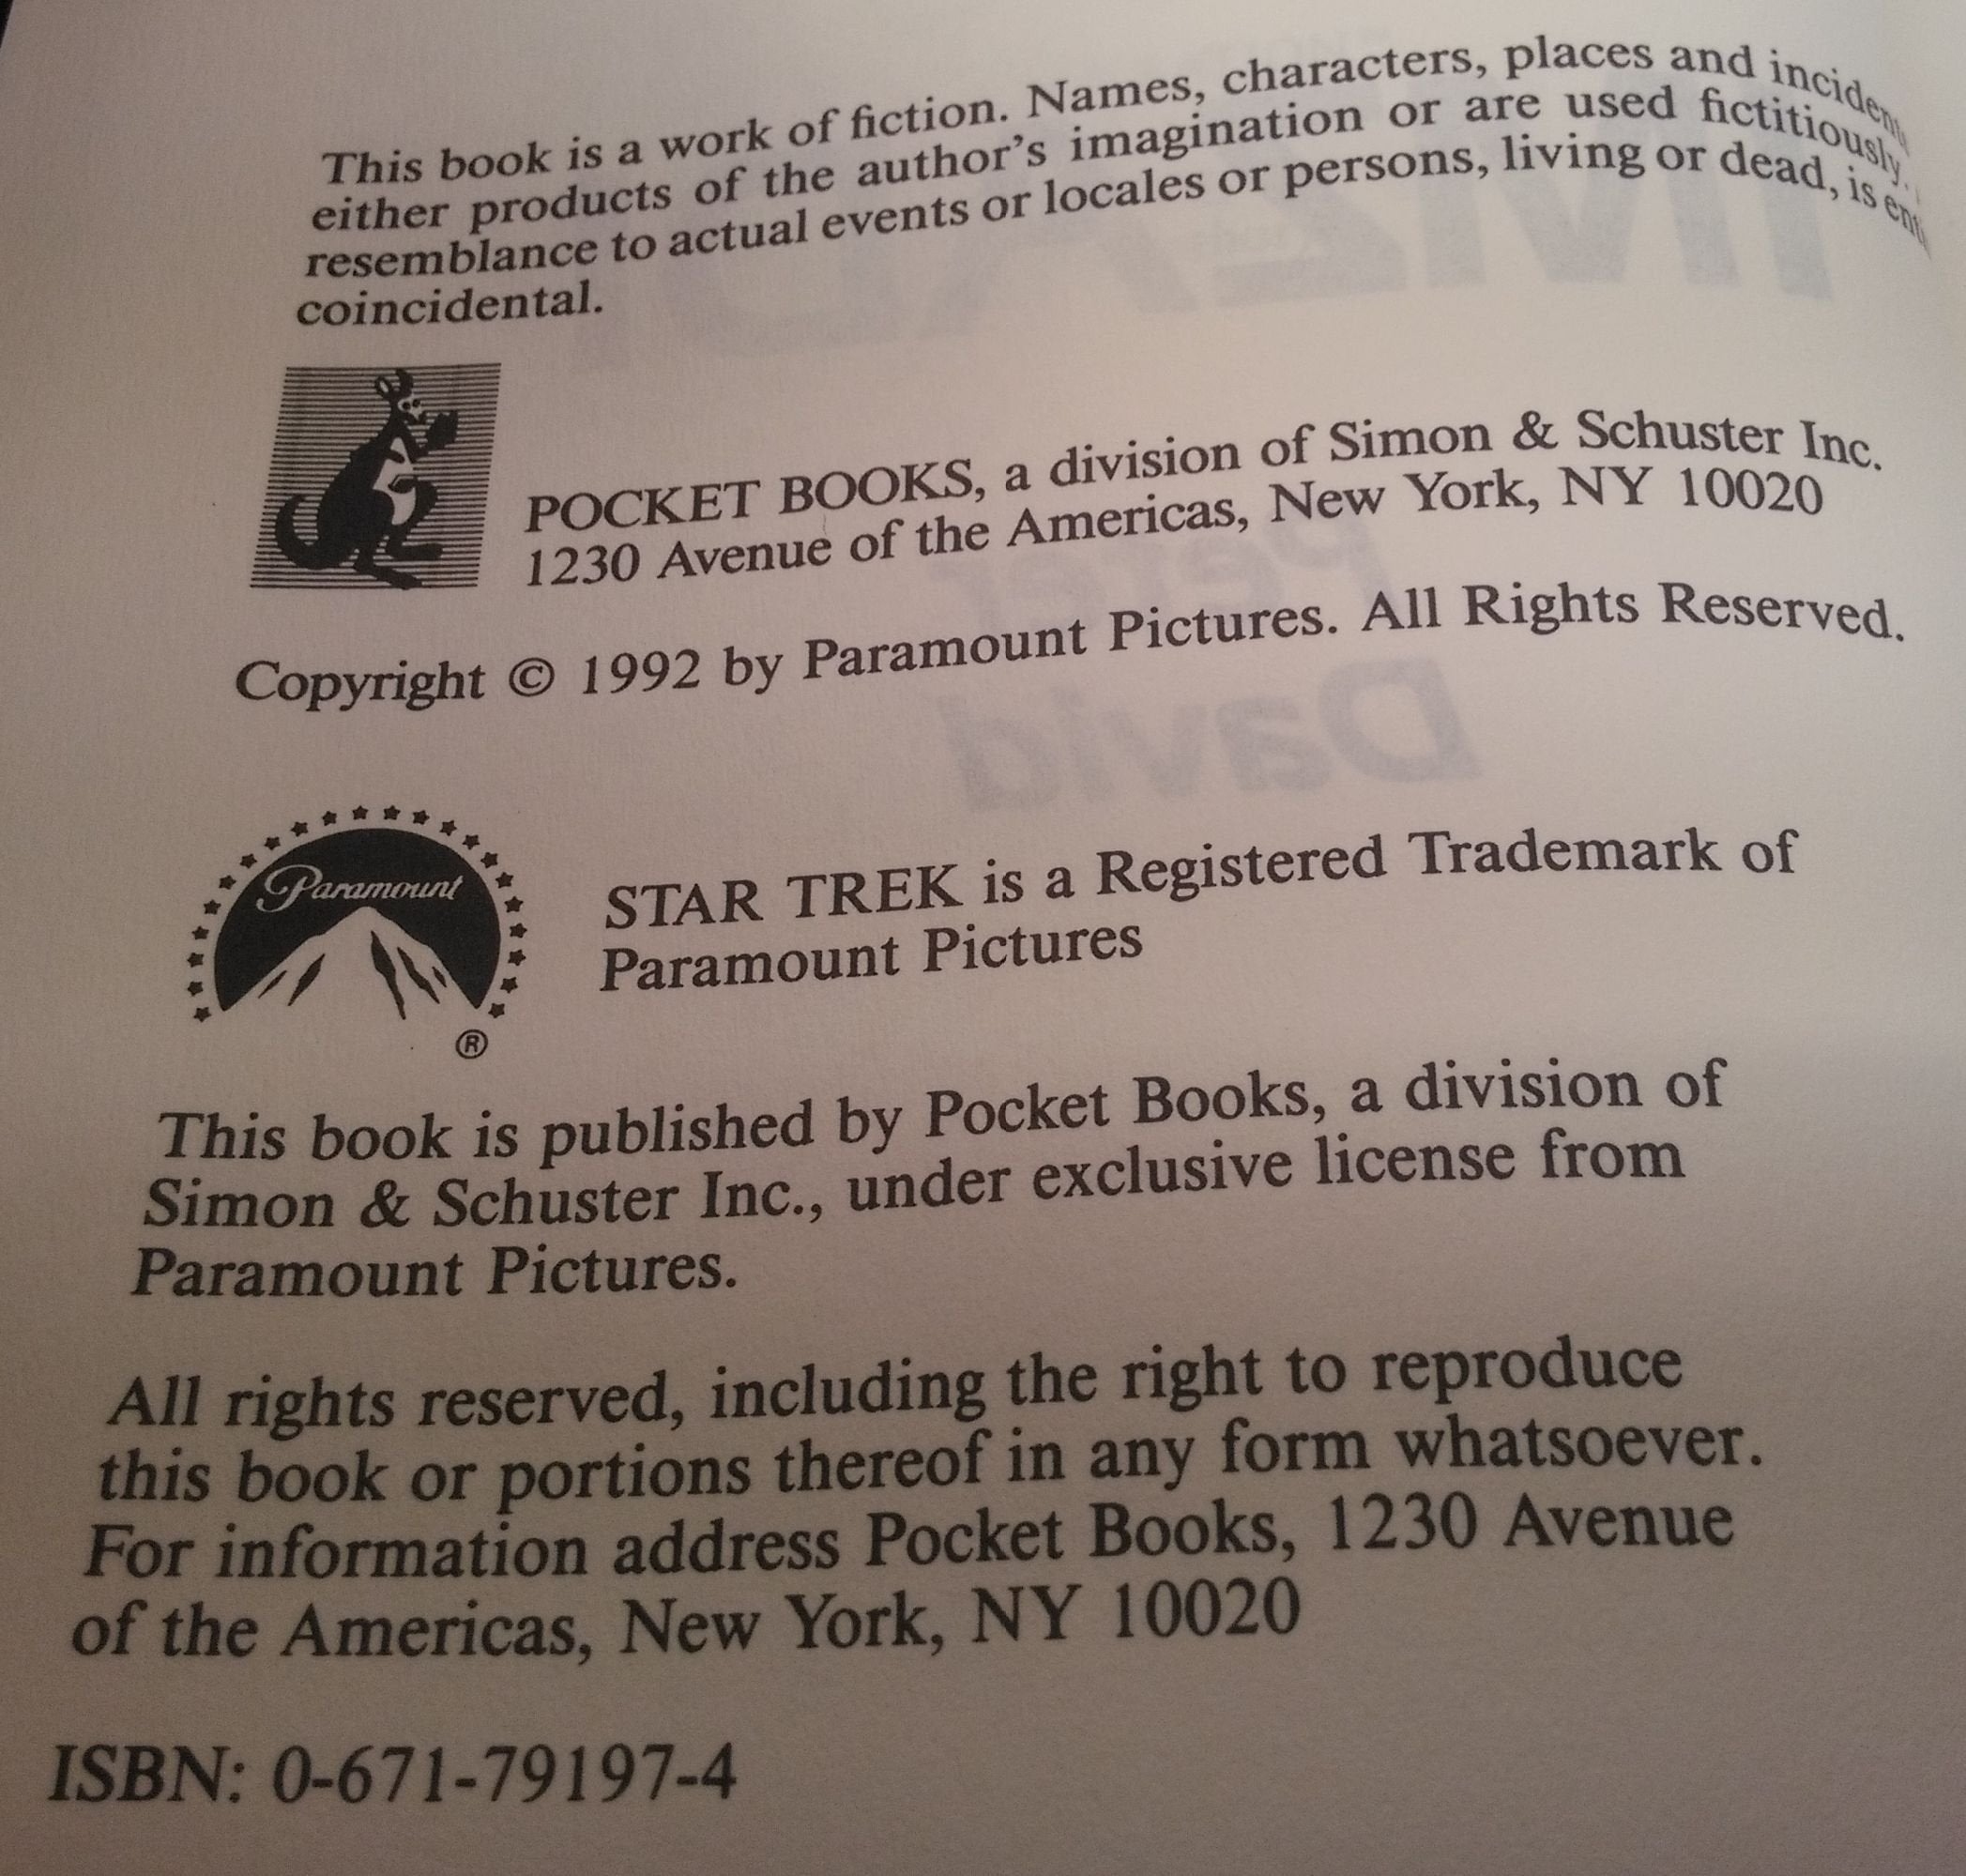 This book is a work of fiction. Names, characters, places and
either products of the author's imagination or are used fictitiously.
resemblance to actual events or locales or persons, living or dead, is
coincidental.
POCKET BOOKS, a division of Simon & Schuster Inc.
1230 Avenue of the Americas, New York, NY 10020
Copyright © 1992 by Paramount Pictures. All Rights Reserved.
Paramount
®
STAR TREK is a Registered Trademark of
Paramount Pictures
This book is published by Pocket Books, a division of
Simon & Schuster Inc., under exclusive license from
Paramount Pictures.
All rights reserved, including the right to reproduce
this book or portions thereof in any form whatsoever.
For information address Pocket Books, 1230 Avenue
of the Americas, New York, NY 10020
ISBN: 0-671-79197-4
Peter
David